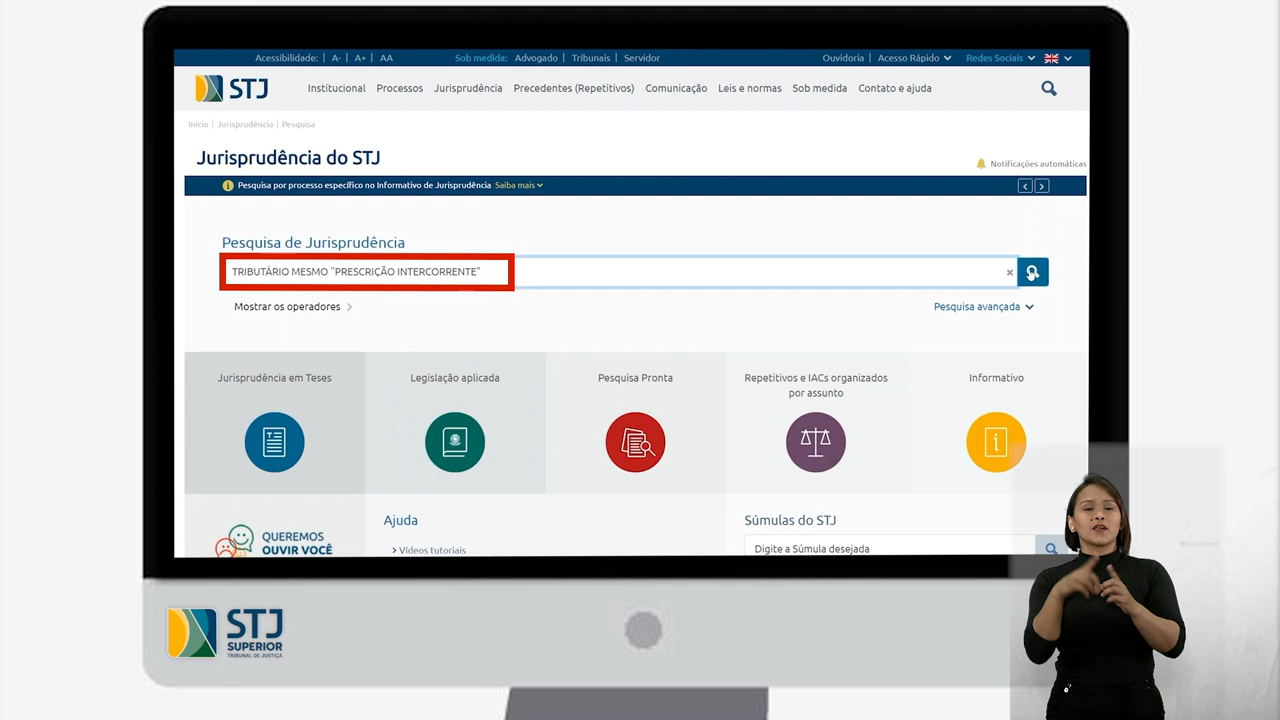 Acessibilidade: | A- | A+ | AA Sob medida: Advogado | Tribunais | Servidor Ouvidoria | Acesso Rápido Redes Sociais
STJ Institucional Processos Jurisprudência Precedentes (Repetitivos) Comunicação Leis e normas Sob medida Contato e ajuda
Início | Jurisprudência | Pesquisa
Jurisprudência do STJ
Notificações automáticas
Pesquisa por processo específico no Informativo de Jurisprudência Saiba mais
Pesquisa de Jurisprudência
TRIBUTÁRIO MESMO "PRESCRIÇÃO INTERCORRENTE"
Mostrar os operadores Pesquisa avançada
Jurisprudência em Teses Legislação aplicada Pesquisa Pronta Repetitivos e IACs organizados Informativo
por assunto
Ajuda Súmulas do STJ
QUEREMOS
OUVIR VOCÊ
Vídeos tutoriais Digite a Súmula desejada
STJ
SUPERIOR
TRIBUNAL DE JUSTIÇA